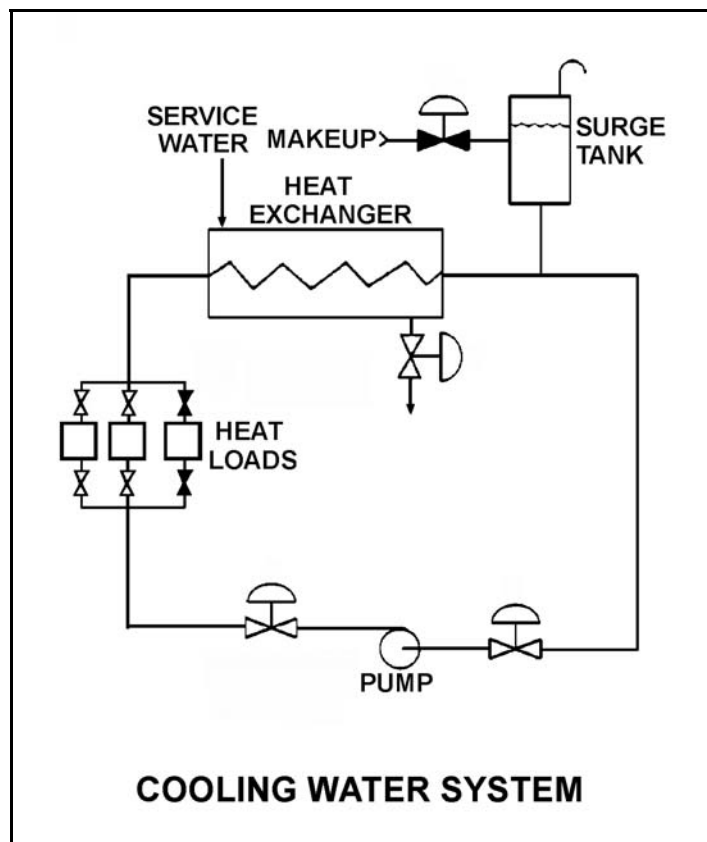 SERVICE
WATER
MAKEUP
SURGE
TANK
HEAT
EXCHANGER
HEAT
LOADS
PUMP
COOLING WATER SYSTEM